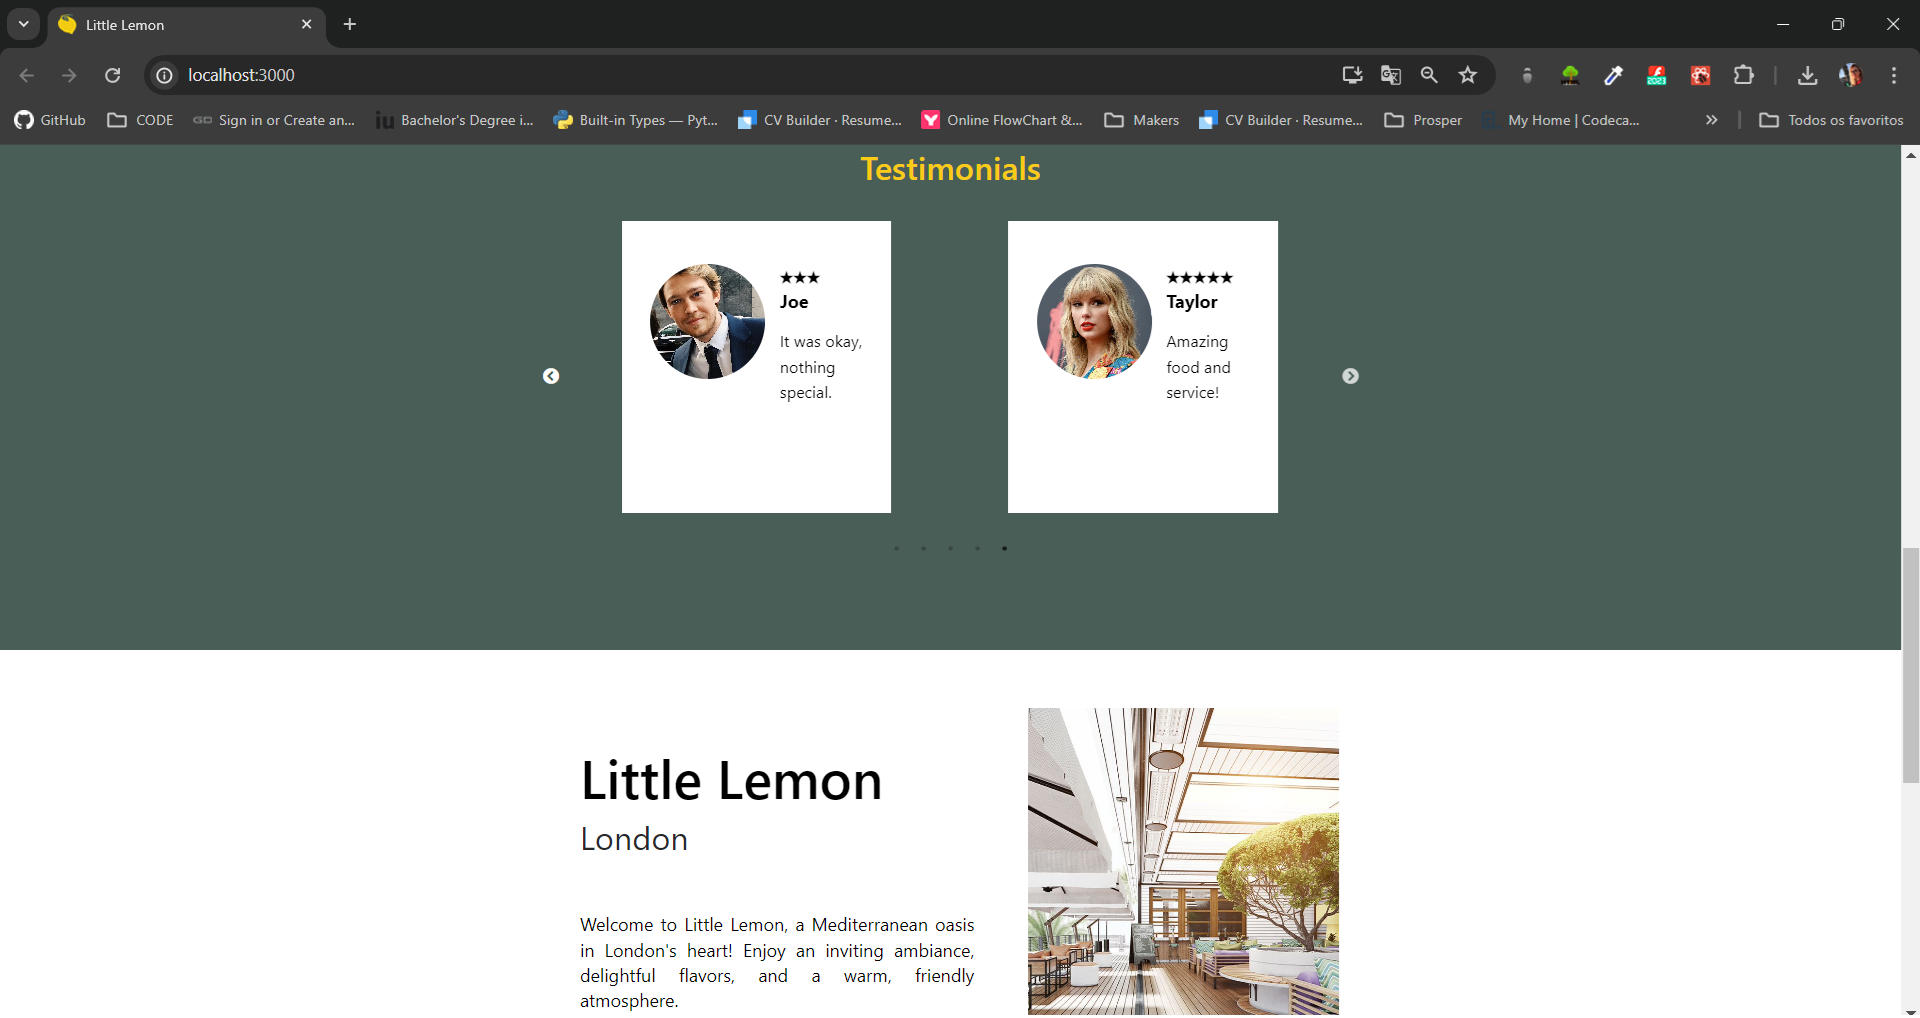 Little Lemon
localhost:3000
GitHub
CODE
Sign in or Create an...
Bachelor's Degree i...
Built-in Types — Pyt...
CV Builder · Resume...
Online FlowChart &...
Makers
CV Builder · Resume...
Prosper
My Home | Codeca...
Todos os favoritos
Testimonials
★★★
Joe
It was okay,
nothing
special.
★★★★★
Taylor
Amazing
food and
service!
Little Lemon
London
Welcome to Little Lemon, a Mediterranean oasis
in London's heart! Enjoy an inviting ambiance,
delightful flavors, and a warm, friendly
atmosphere.